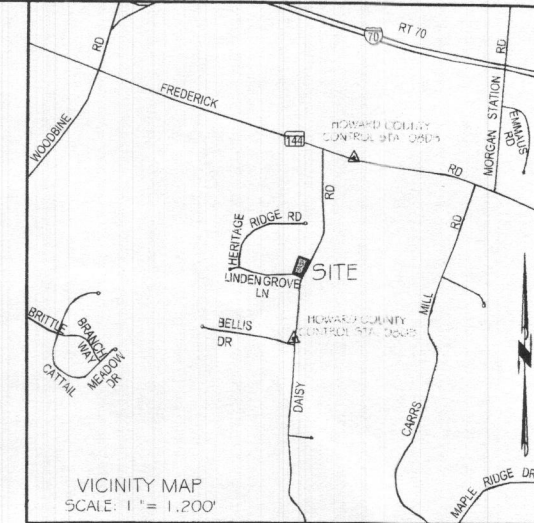 RT 70
70
RD
RD
WOODBINE
FREDERICK
144
HOWARD COUNTY
CONTROL STA.
RD
MORGAN STATION
EMMAUS
RD
RD
RD
HERITAGE
RIDGE RD
LINDEN GROVE
LN
SITE
BELLIS
DR
HOWARD COUNTY
CONTROL STA.
MILL
BRITTLE
BRANCH
WAY
CATTAIL
MEADOW
DR
DAISY
CARRS
MAPLE RIDGE DR
VICINITY MAP
SCALE: 1"= 1,200'